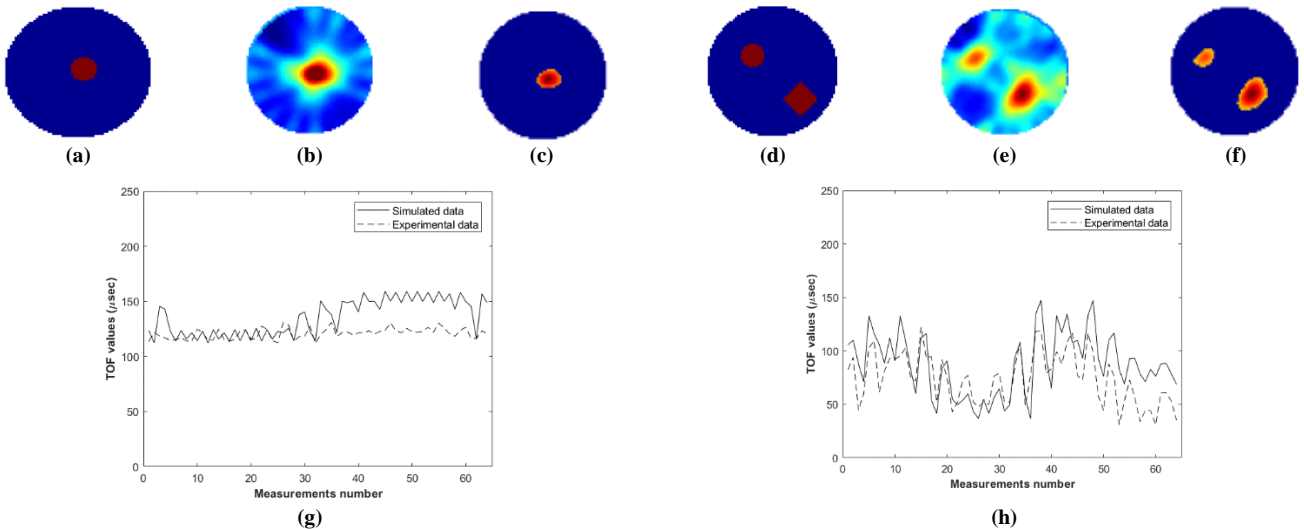 (a)
(b)
(c)
(d)
(e)
(f)
250
200
150
100
50
0
TOF values (μsec)
Simulated data
Experimental data
0
10
20
30
40
50
60
Measurements number
(g)
250
200
150
100
50
0
TOF values (μsec)
Simulated data
Experimental data
0
10
20
30
40
50
60
Measurements number
(h)